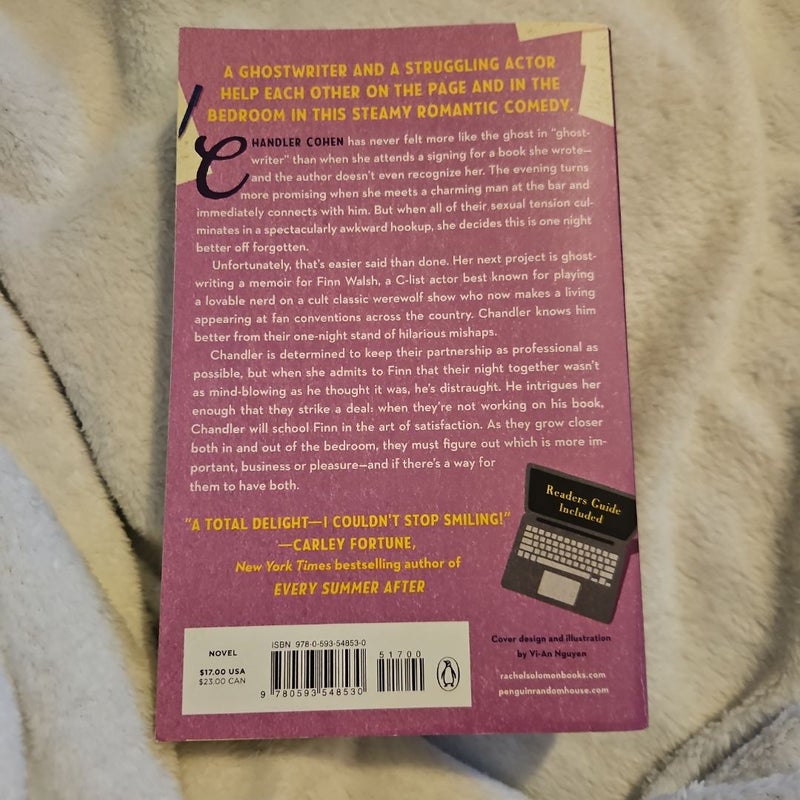 A GHOSTWRITER AND A STRUGGLING ACTOR
HELP EACH OTHER ON THE PAGE AND IN THE
BEDROOM IN THIS STEAMY ROMANTIC COMEDY.
CHANDLER COHEN has never felt more like the ghost in “ghost-
writer” than when she attends a signing for a book she wrote—
and the author doesn’t even recognize her. The evening turns
more promising when she meets a charming man at the bar and
immediately connects with him. But when all of their sexual tension cul-
minates in a spectacularly awkward hookup, she decides this is one night
better off forgotten.
Unfortunately, that’s easier said than done. Her next project is ghost-
writing a memoir for Finn Walsh, a C-list actor best known for playing
a lovable nerd on a cult classic werewolf show who now makes a living
appearing at fan conventions across the country. Chandler knows him
better from their one-night stand of hilarious mishaps.
Chandler is determined to keep their partnership as professional as
possible, but when she admits to Finn that their night together wasn’t
as mind-blowing as he thought it was, he’s distraught. He intrigues her
enough that they strike a deal: when they’re not working on his book,
Chandler will school Finn in the art of satisfaction. As they grow closer
both in and out of the bedroom, they must figure out which is more im-
portant, business or pleasure—and if there’s a way for
them to have both.
Readers Guide
Included
“A TOTAL DELIGHT—I COULDN’T STOP SMILING!”
—CARLEY FORTUNE,
New York Times bestselling author of
EVERY SUMMER AFTER
NOVEL
$17.00 USA
$23.00 CAN
ISBN 978-0-593-54853-0
51700
9 780593 548530
Cover design and illustration
by Vi-An Nguyen
rachelsolomonbooks.com
penguinrandomhouse.com